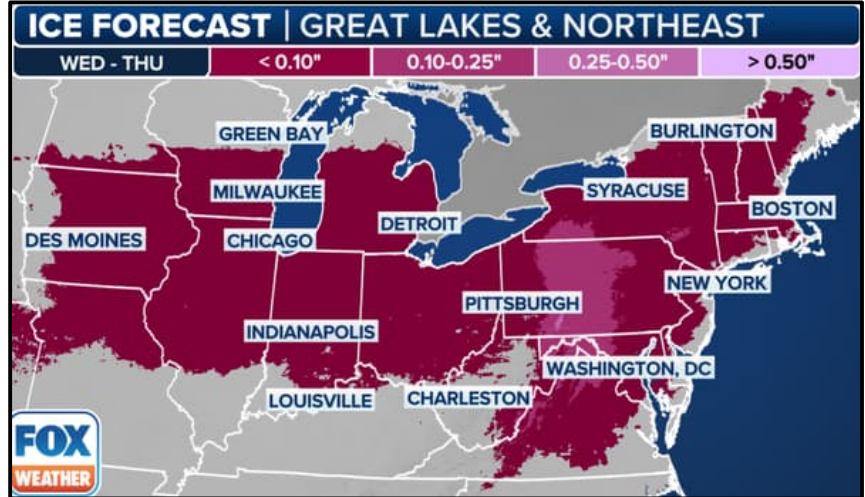 ICE FORECAST | GREAT LAKES & NORTHEAST
WED - THU < 0.10" 0.10-0.25" 0.25-0.50" > 0.50"
GREEN BAY
BURLINGTON
MILWAUKEE
SYRACUSE
BOSTON
DETROIT
DES MOINES
CHICAGO
NEW YORK
PITTSBURGH
INDIANAPOLIS
WASHINGTON, DC
LOUISVILLE
CHARLESTON
FOX
WEATHER